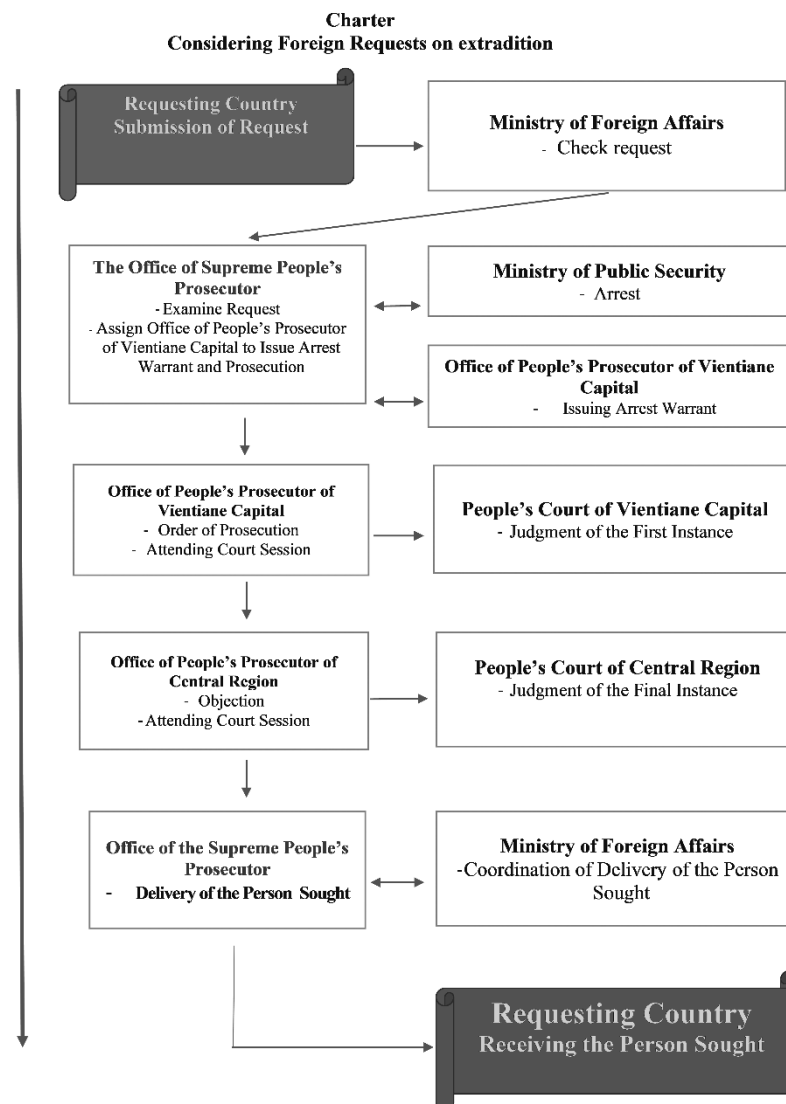 Charter
Considering Foreign Requests on extradition
Requesting Country
Submission of Request
Ministry of Foreign Affairs
- Check request
The Office of Supreme People's
Prosecutor
-Examine Request
- Assign Office of People's Prosecutor
of Vientiane Capital to Issue Arrest
Warrant and Prosecution
Ministry of Public Security
- Arrest
Office of People's Prosecutor of Vientiane
Capital
- Issuing Arrest Warrant
Office of People's Prosecutor of
Vientiane Capital
- Order of Prosecution
- Attending Court Session
People's Court of Vientiane Capital
- Judgment of the First Instance
Office of People's Prosecutor of
Central Region
- Objection
-Attending Court Session
People's Court of Central Region
- Judgment of the Final Instance
Office of the Supreme People's
Prosecutor
- Delivery of the Person Sought
Ministry of Foreign Affairs
-Coordination of Delivery of the Person
Sought
Requesting Country
Receiving the Person Sought